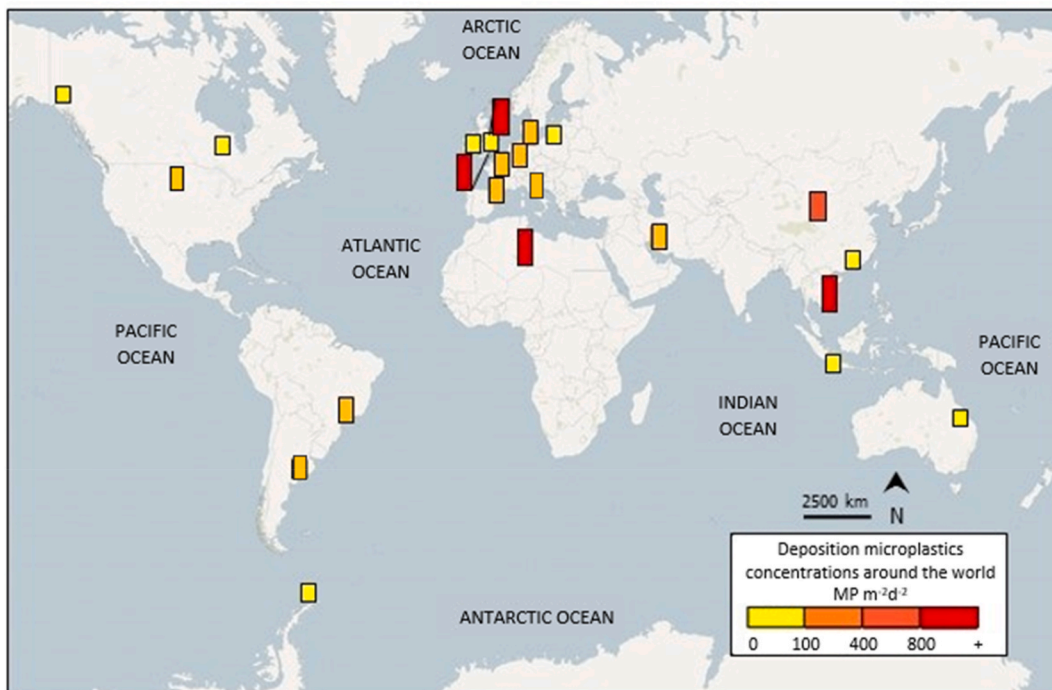 ARCTIC
OCEAN
ATLANTIC
OCEAN
PACIFIC
OCEAN
PACIFIC
OCEAN
INDIAN
OCEAN
2500 km
N
ANTARCTIC OCEAN
Deposition microplastics
concentrations around the world
MP m⁻²d⁻²
0 100 400 800 +